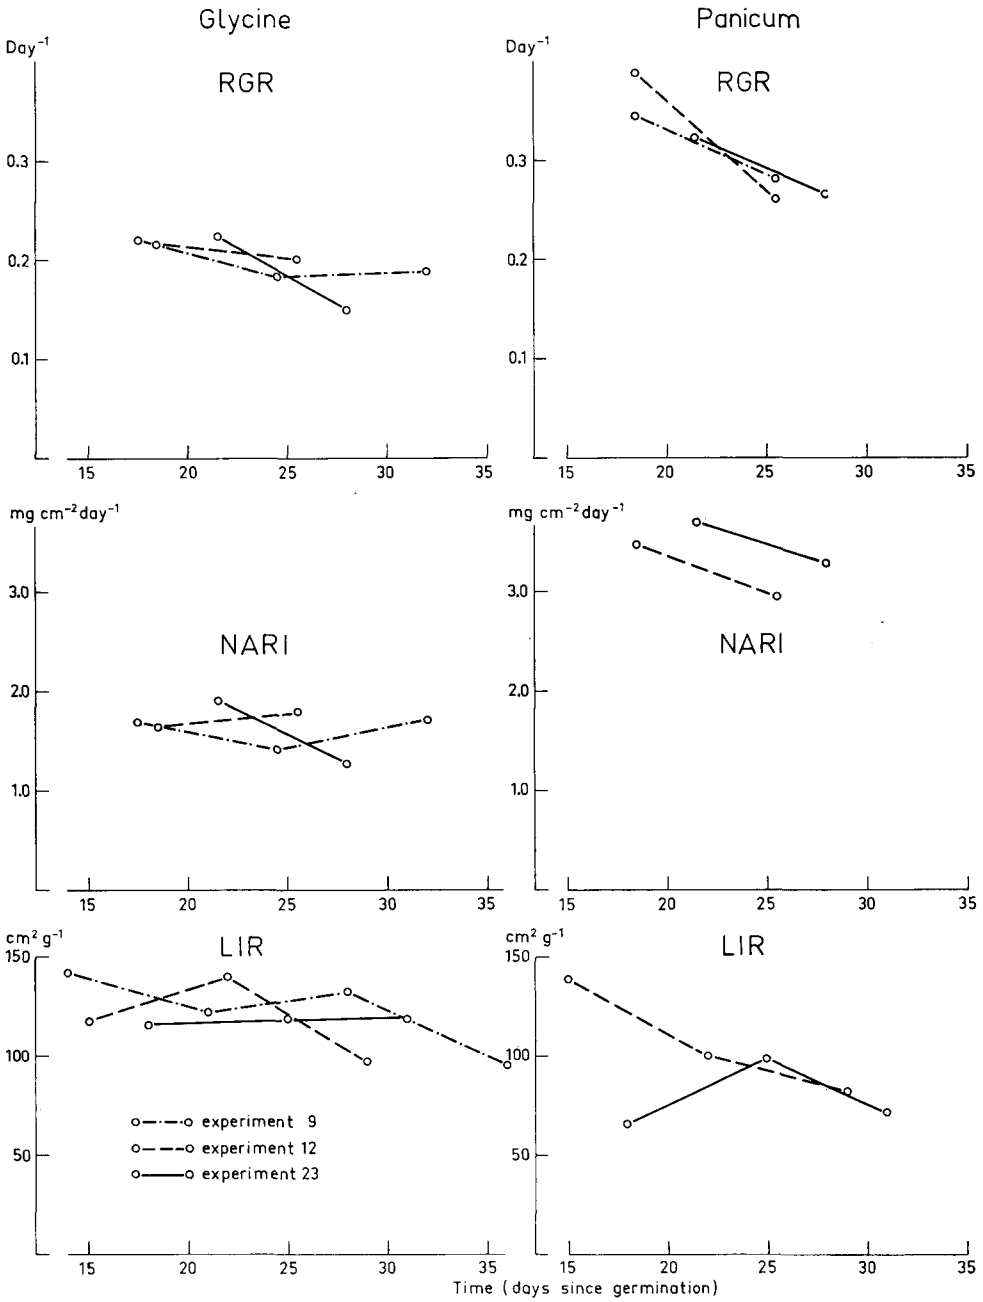 Glycine
Panicum
Day⁻¹
RGR
0.3
0.2
0.1
15 20 25 30 35
Day⁻¹
RGR
0.3
0.2
0.1
15 20 25 30 35
mg cm⁻² day⁻¹
3.0
NARI
2.0
1.0
15 20 25 30 35
mg cm⁻² day⁻¹
3.0
NARI
2.0
1.0
15 20 25 30 35
cm² g⁻¹
LIR
150
100
50
experiment 9
experiment 12
experiment 23
15 20 25 30 35
cm² g⁻¹
LIR
150
100
50
15 20 25 30 35
Time (days since germination)